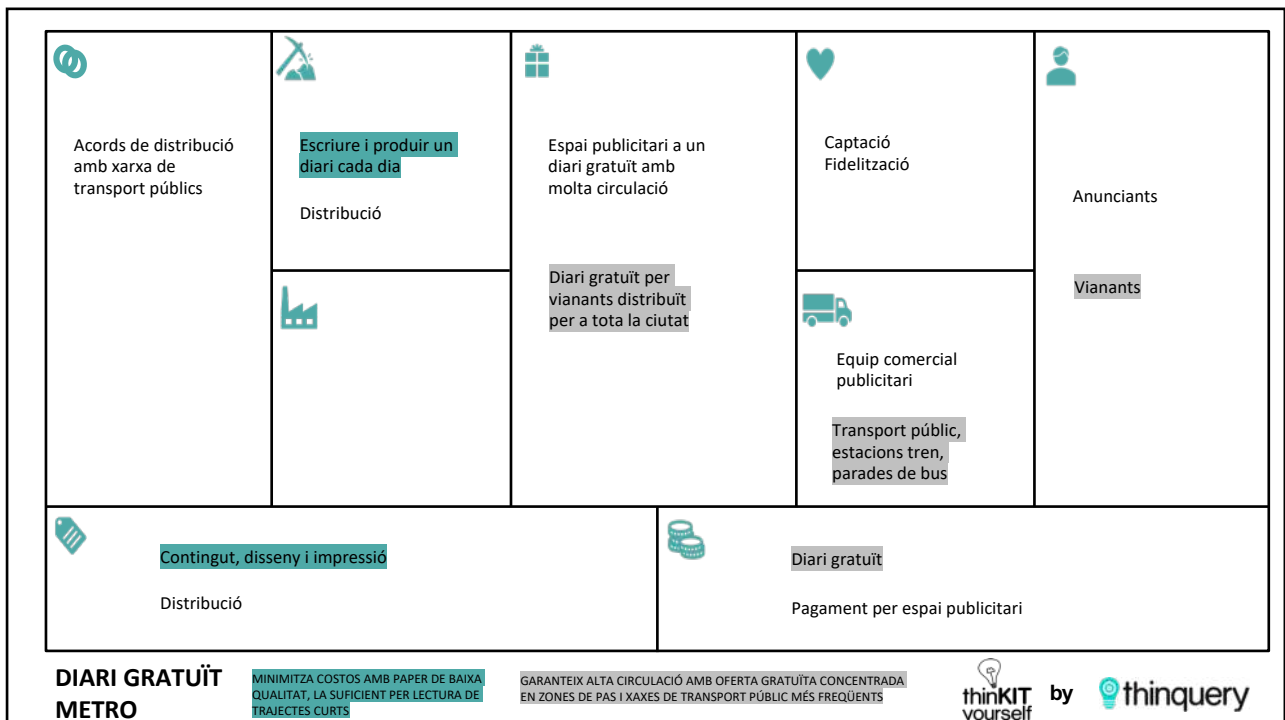 Acords de distribució
amb xarxa de
transport públics
Escriure i produir un
diari cada dia
Distribució
Espai publicitari a un
diari gratuït amb
molta circulació
Diari gratuït per
vianants distribuït
per a tota la ciutat
Captació
Fidelització
Equip comercial
publicitari
Transport públic,
estacions tren,
parades de bus
Anunciants
Vianants
Contingut, disseny i impressió
Distribució
Diari gratuït
Pagament per espai publicitari
DIARI GRATUÏT
METRO
MINIMITZA COSTOS AMB PAPER DE BAIXA
QUALITAT, LA SUFICIENT PER LECTURA DE
TRAJECTES CURTS
GARANTEIX ALTA CIRCULACIÓ AMB OFERTA GRATUÏTA CONCENTRADA
EN ZONES DE PAS I XAXES DE TRANSPORT PÚBLIC MÉS FREQÜENTS
thinKIT
yourself
by
thinquery